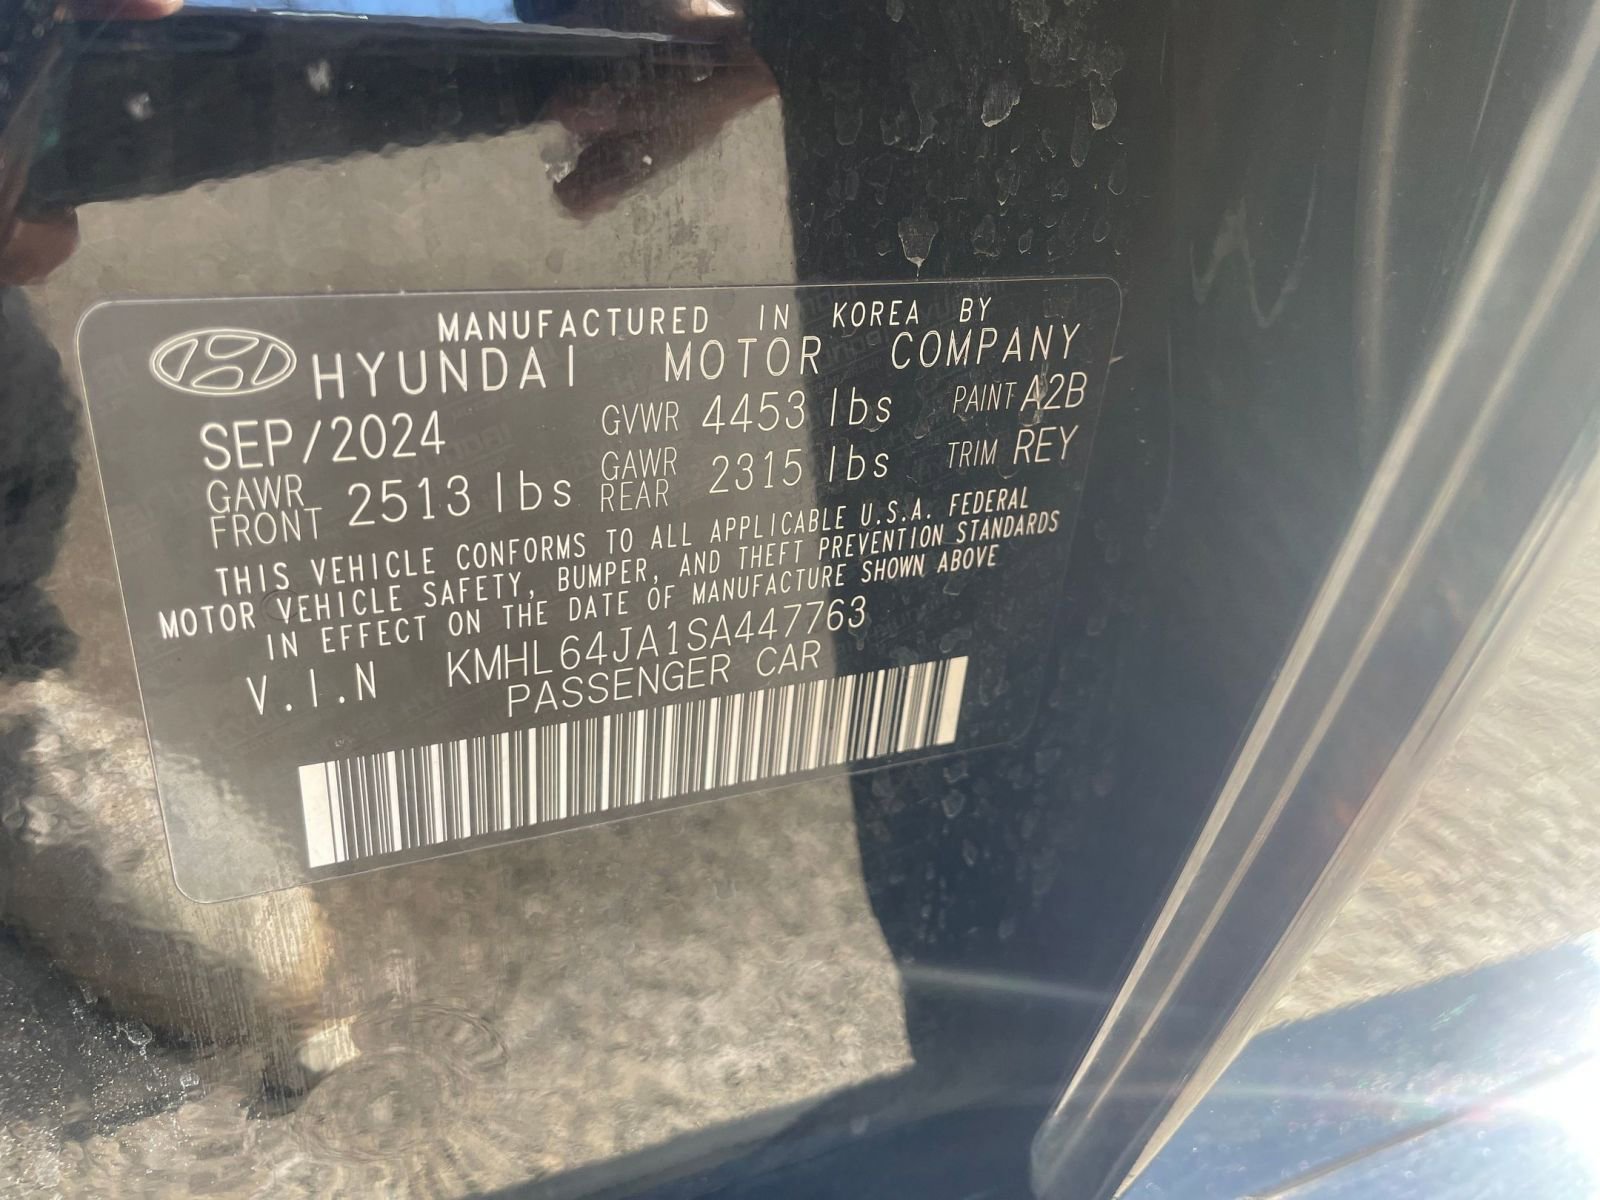 MANUFACTURED IN KOREA BY
HYUNDAI MOTOR COMPANY
SEP/2024 GVWR 4453 lbs PAINT A2B
GAWR FRONT 2513 lbs GAWR REAR 2315 lbs TRIM REY
THIS VEHICLE CONFORMS TO ALL APPLICABLE U.S.A. FEDERAL
MOTOR VEHICLE SAFETY, BUMPER, AND THEFT PREVENTION STANDARDS
IN EFFECT ON THE DATE OF MANUFACTURE SHOWN ABOVE
V.I.N KMHL64JA1SA447763
PASSENGER CAR